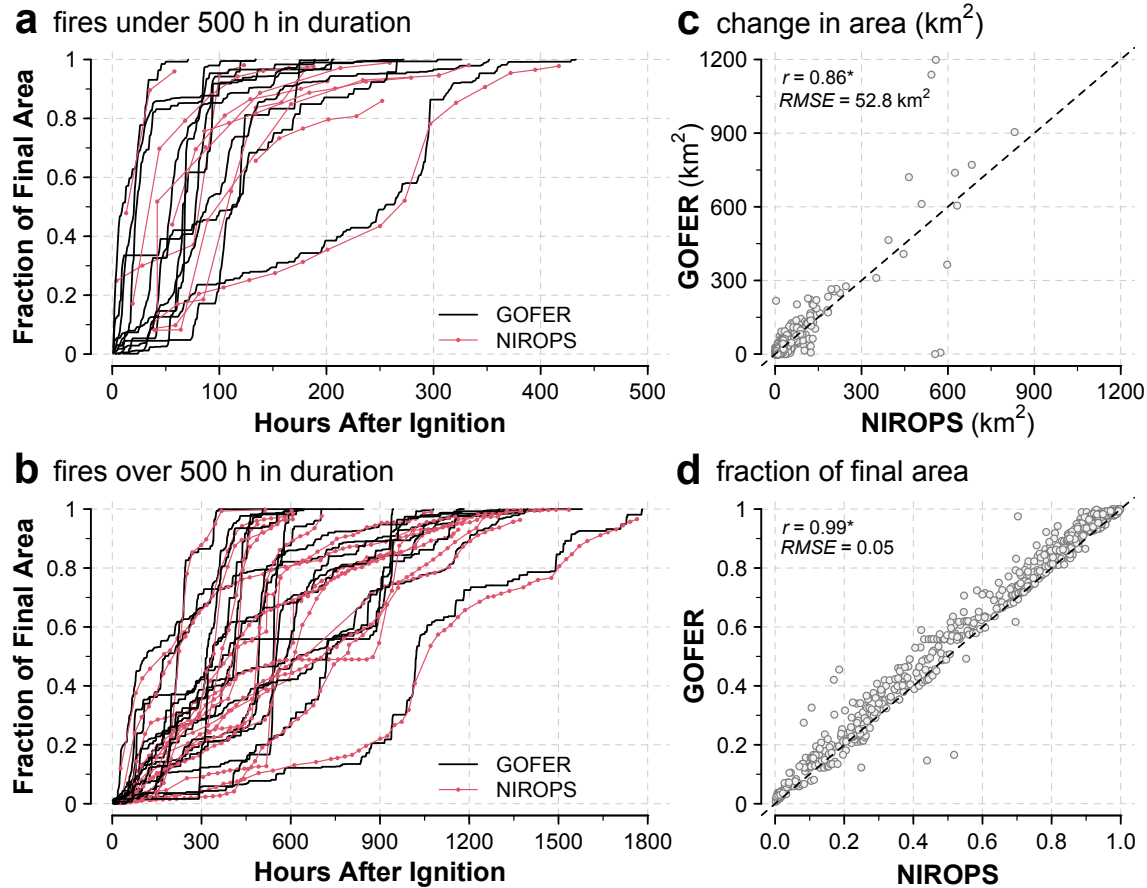 a fires under 500 h in duration
Fraction of Final Area
1
0.8
0.6
0.4
0.2
0
GOFER
NIROPS
0 100 200 300 400 500
Hours After Ignition
b fires over 500 h in duration
Fraction of Final Area
1
0.8
0.6
0.4
0.2
0
GOFER
NIROPS
0 300 600 900 1200 1500 1800
Hours After Ignition
c change in area (km²)
GOFER (km²)
1200
900
600
300
0
r = 0.86*
RMSE = 52.8 km²
0 300 600 900 1200
NIROPS (km²)
d fraction of final area
GOFER
1
0.8
0.6
0.4
0.2
0
r = 0.99*
RMSE = 0.05
0.0 0.2 0.4 0.6 0.8 1.0
NIROPS